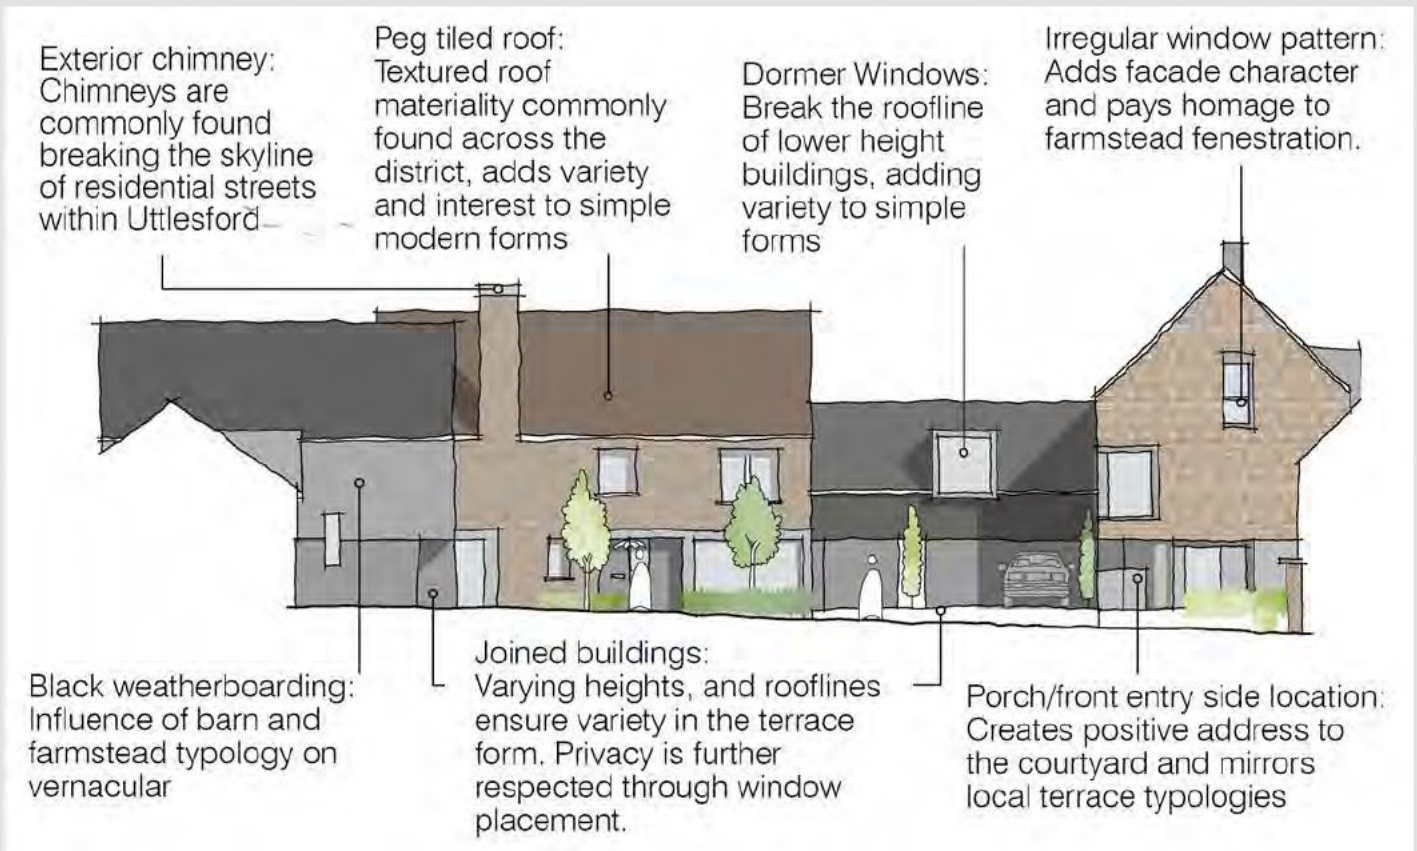 Exterior chimney:
Chimneys are
commonly found
breaking the skyline
of residential streets
within Uttlesford
Peg tiled roof:
Textured roof
materiality commonly
found across the
district, adds variety
and interest to simple
modern forms
Dormer Windows:
Break the roofline
of lower height
buildings, adding
variety to simple
forms
Irregular window pattern:
Adds facade character
and pays homage to
farmstead fenestration.
Black weatherboarding:
Influence of barn and
farmstead typology on
vernacular
Joined buildings:
Varying heights, and rooflines
ensure variety in the terrace
form. Privacy is further
respected through window
placement.
Porch/front entry side location:
Creates positive address to
the courtyard and mirrors
local terrace typologies